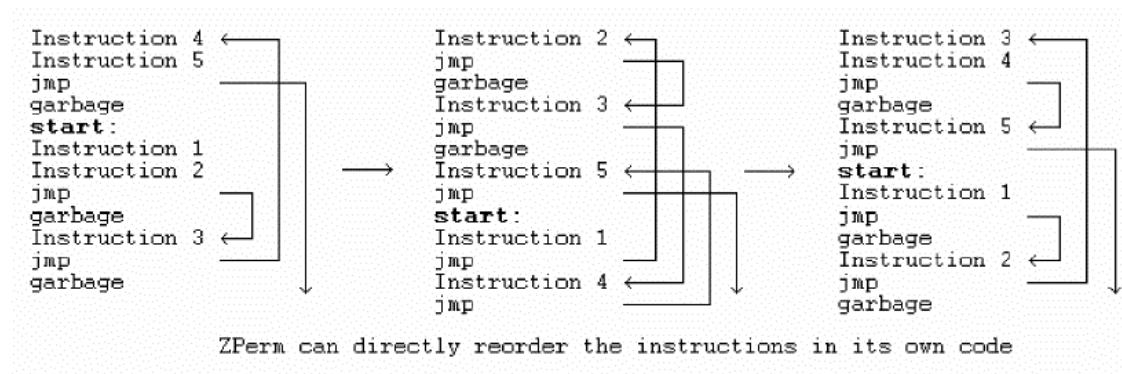 Instruction 4
Instruction 5
jmp
garbage
start:
Instruction 1
Instruction 2
jmp
garbage
Instruction 3
jmp
garbage
Instruction 2
jmp
garbage
Instruction 3
jmp
garbage
Instruction 5
jmp
start:
Instruction 1
jmp
Instruction 4
jmp
Instruction 3
Instruction 4
jmp
garbage
Instruction 5
jmp
start:
Instruction 1
jmp
garbage
Instruction 2
jmp
garbage
ZPerm can directly reorder the instructions in its own code